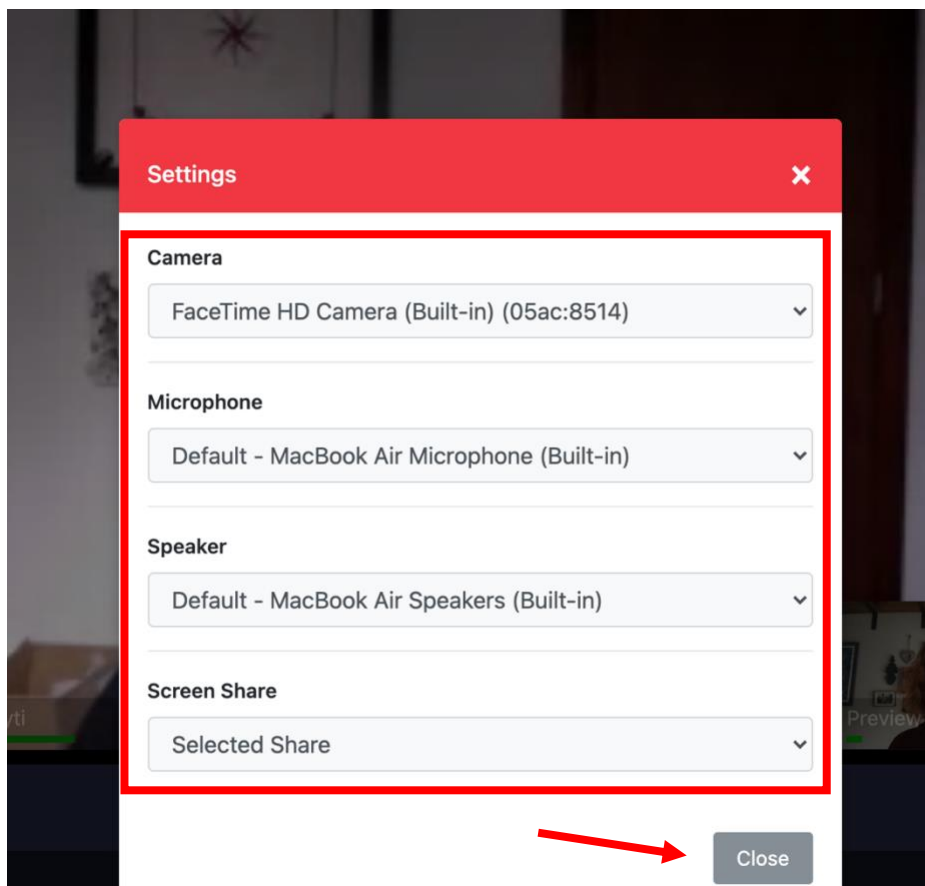 Settings
Camera
FaceTime HD Camera (Built-in) (05ac:8514)
Microphone
Default - MacBook Air Microphone (Built-in)
Speaker
Default - MacBook Air Speakers (Built-in)
Screen Share
Selected Share
Preview
Close